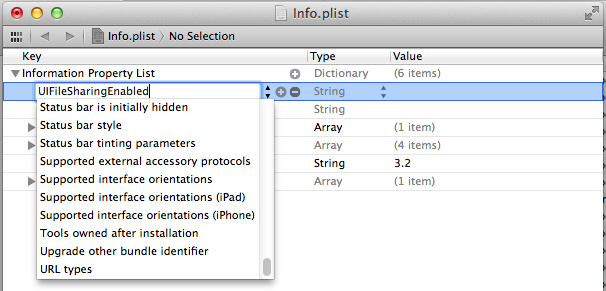 Info.plist
Info.plist No Selection
Key Type Value
Information Property List Dictionary (6 items)
UIFileSharingEnabled String
Status bar is initially hidden String
Status bar style Array (1 item)
Status bar tinting parameters Array (4 items)
Supported external accessory protocols String 3.2
Supported interface orientations Array (1 item)
Supported interface orientations (iPad)
Supported interface orientations (iPhone)
Tools owned after installation
Upgrade other bundle identifier
URL types